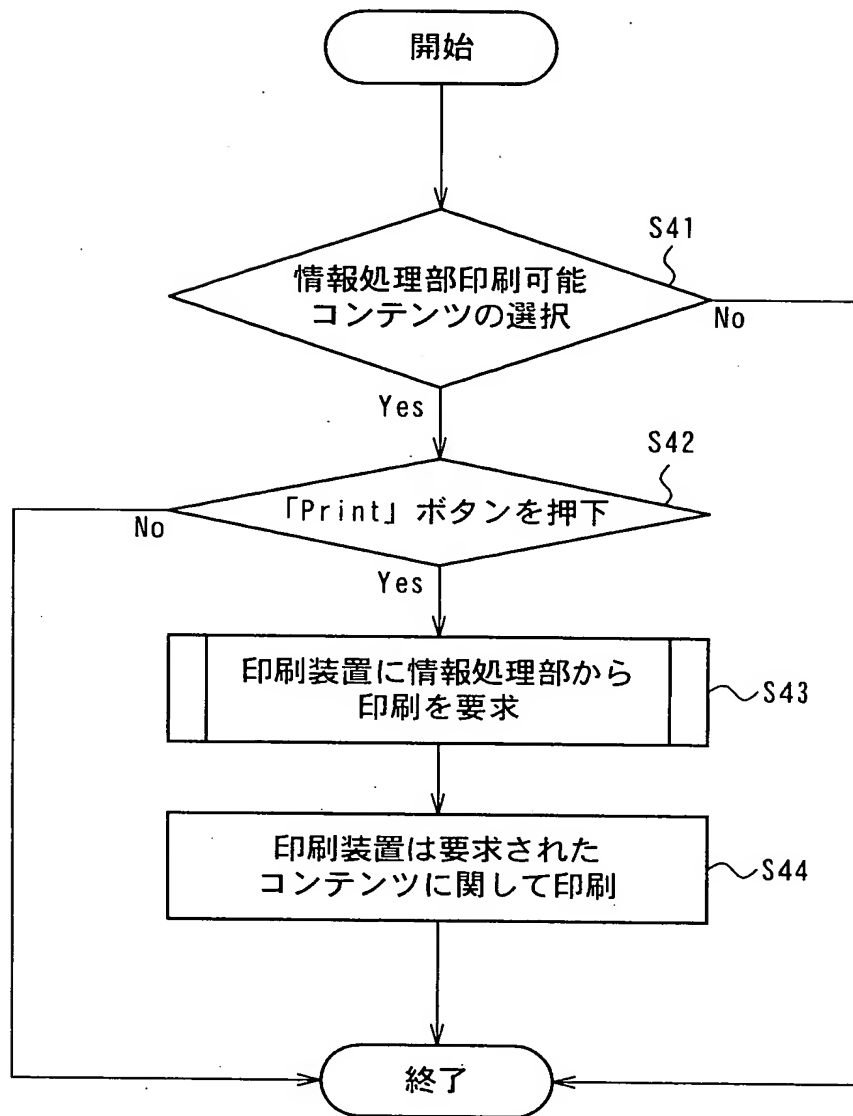 開始
S41
情報処理部印刷可能
コンテンツの選択
No
Yes
S42
「Print」ボタンを押下
No
Yes
印刷装置に情報処理部から
印刷を要求
S43
印刷装置は要求された
コンテンツに関して印刷
S44
終了